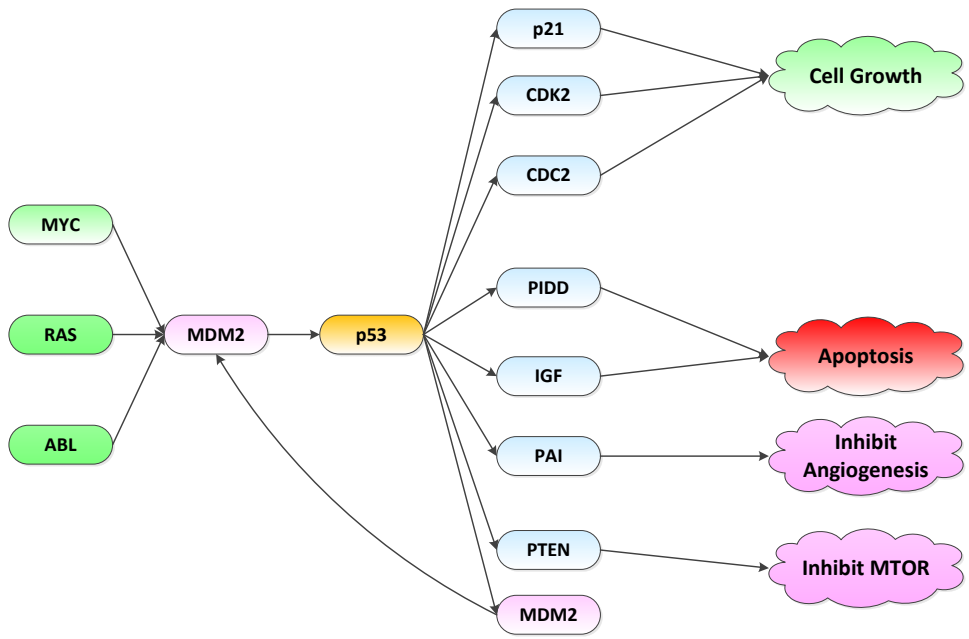 p21
CDK2
CDC2
Cell Growth
MYC
RAS
ABL
MDM2
p53
PIDD
IGF
PAI
PTEN
MDM2
Apoptosis
Inhibit
Angiogenesis
Inhibit MTOR